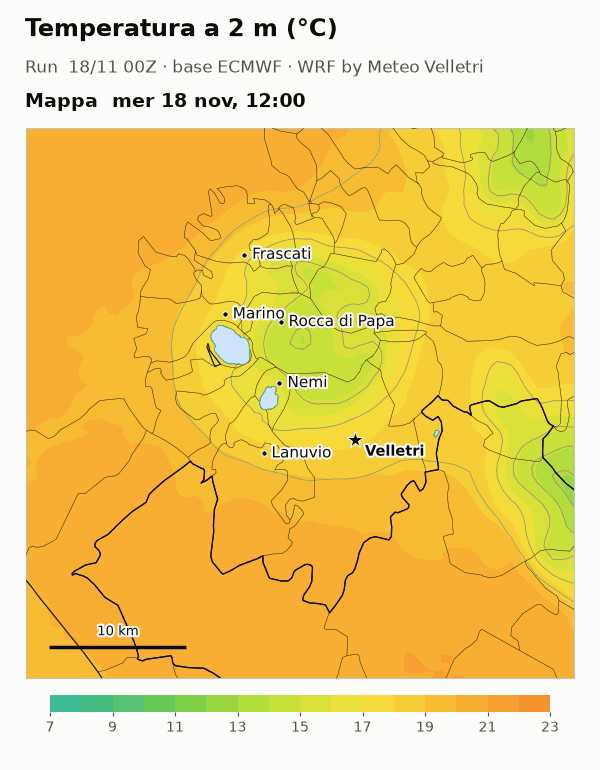 Temperatura a 2 m (°C)
Run  18/11 00Z · base ECMWF · WRF by Meteo Velletri
Mappa  mer 18 nov, 12:00
Frascati
Marino
Rocca di Papa
Nemi
Velletri
Lanuvio
10 km
7 9 11 13 15 17 19 21 23